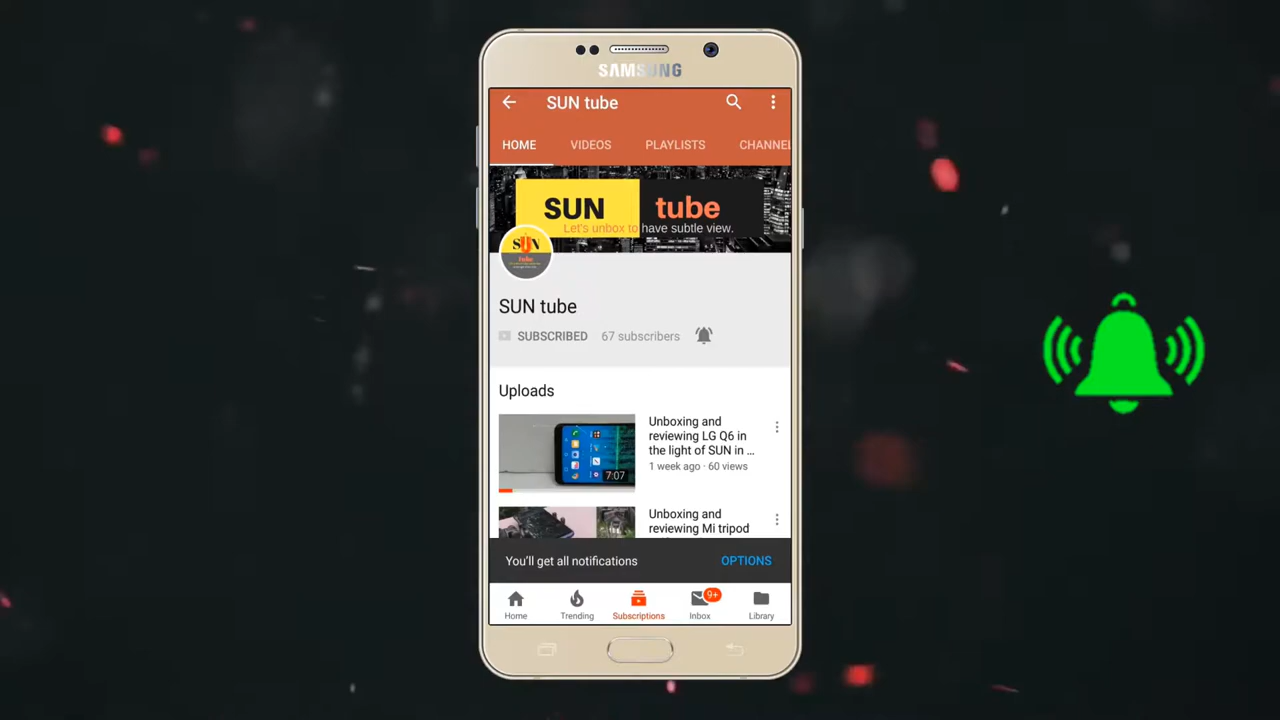 SAMSUNG
SUN tube
HOME VIDEOS PLAYLISTS CHANNEL
SUN tube
Let's unbox to have subtle view.
SUN
tube
SUN tube
SUBSCRIBED 67 subscribers
Uploads
Unboxing and
reviewing LG Q6 in
the light of SUN in ...
1 week ago · 60 views
7:07
Unboxing and
reviewing Mi tripod
You'll get all notifications OPTIONS
9+
Home Trending Subscriptions Inbox Library